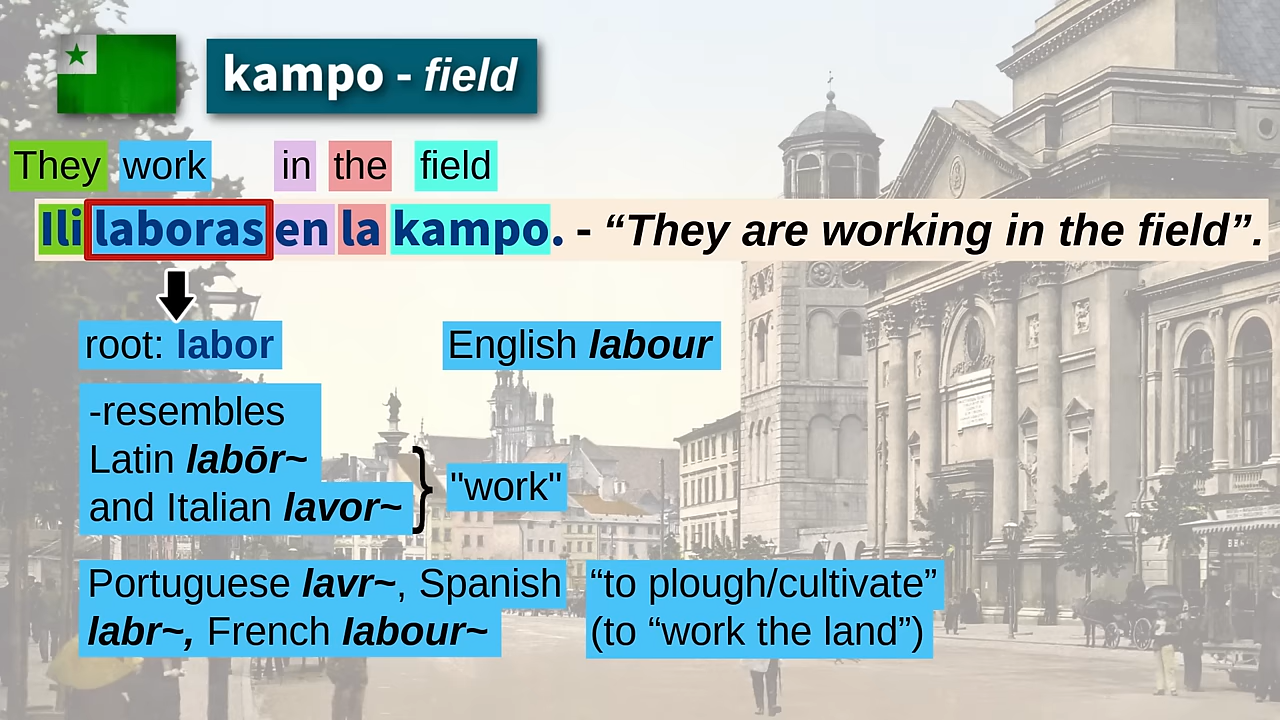 kampo - field
They work in the field
Ili laboras en la kampo. - “They are working in the field”.
root: labor
English labour
-resembles
Latin labōr~
and Italian lavor~
} "work"
Portuguese lavr~, Spanish
labr~, French labour~
“to plough/cultivate”
(to “work the land”)